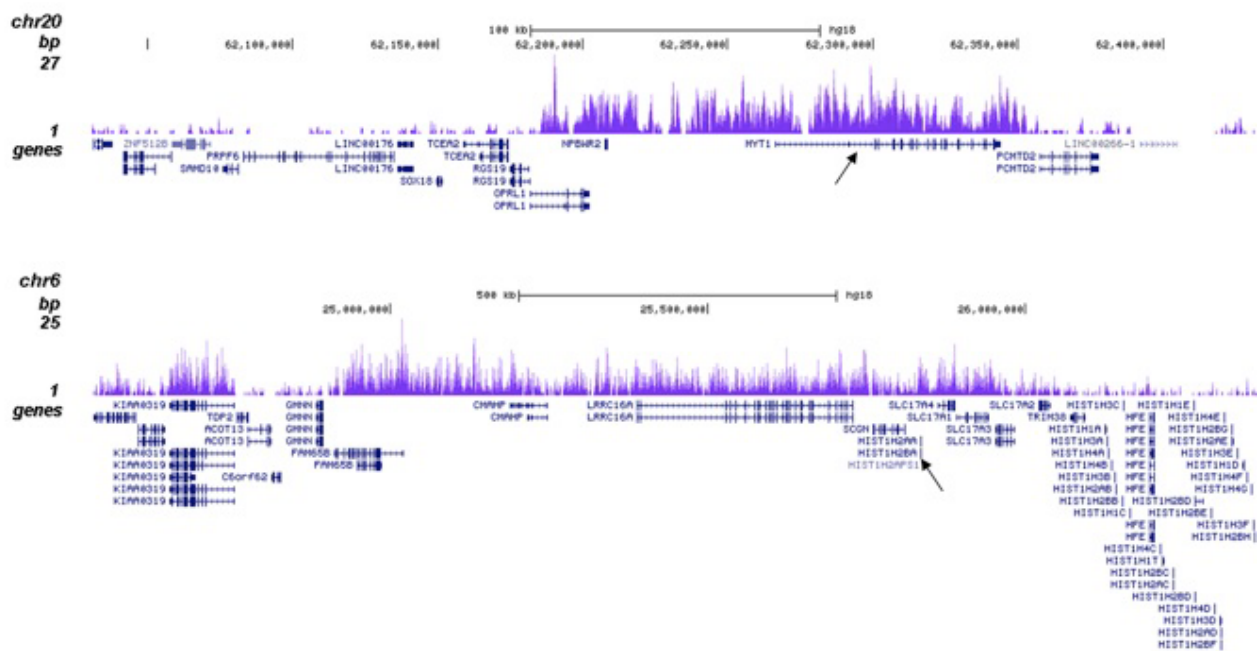 chr20
100 kb hg18
bp
62,100,000 62,150,000 62,200,000 62,250,000 62,300,000 62,350,000 62,400,000
27
1
genes
ZNF512B LINC00176 TCEA2 NPBWR2 MYT1 LINC00266-1
PRPF6 TCEA2 PCMTD2
SAMD10 LINC00176 RGS19 PCMTD2
SOX18 RGS19
OPRL1
OPRL1
chr6
500 kb hg18
bp
25,000,000 25,500,000 26,000,000
25
1
genes
KIAA0319 GMNN CMAHP LRRC16A SLC17A4 SLC17A2 HIST1H3C HIST1H1E
TDP2 GMNN CMAHP LRRC16A SLC17A1 TRIM38 HFE HIST1H4E
ACOT13 GMNN SCGN SLC17A3 HIST1H1A HFE HIST1H2BG
ACOT13 GMNN HIST1H2AA SLC17A3 HIST1H3A HFE HIST1H2AE
KIAA0319 FAM65B HIST1H2BA HIST1H4A HFE HIST1H3E
KIAA0319 FAM65B HIST1H2APS1 HIST1H4B HFE HIST1H1D
KIAA0319 C6orf62 HIST1H3B HFE HIST1H4F
KIAA0319 HIST1H2AB HFE HIST1H4G
KIAA0319 HIST1H2BB HIST1H2BD
HIST1H1C HIST1H2BE
HFE HIST1H3F
HFE HIST1H2BH
HIST1H4C
HIST1H1T
HIST1H2BC
HIST1H2AC
HIST1H2BD
HIST1H4D
HIST1H3D
HIST1H2AD
HIST1H2BF